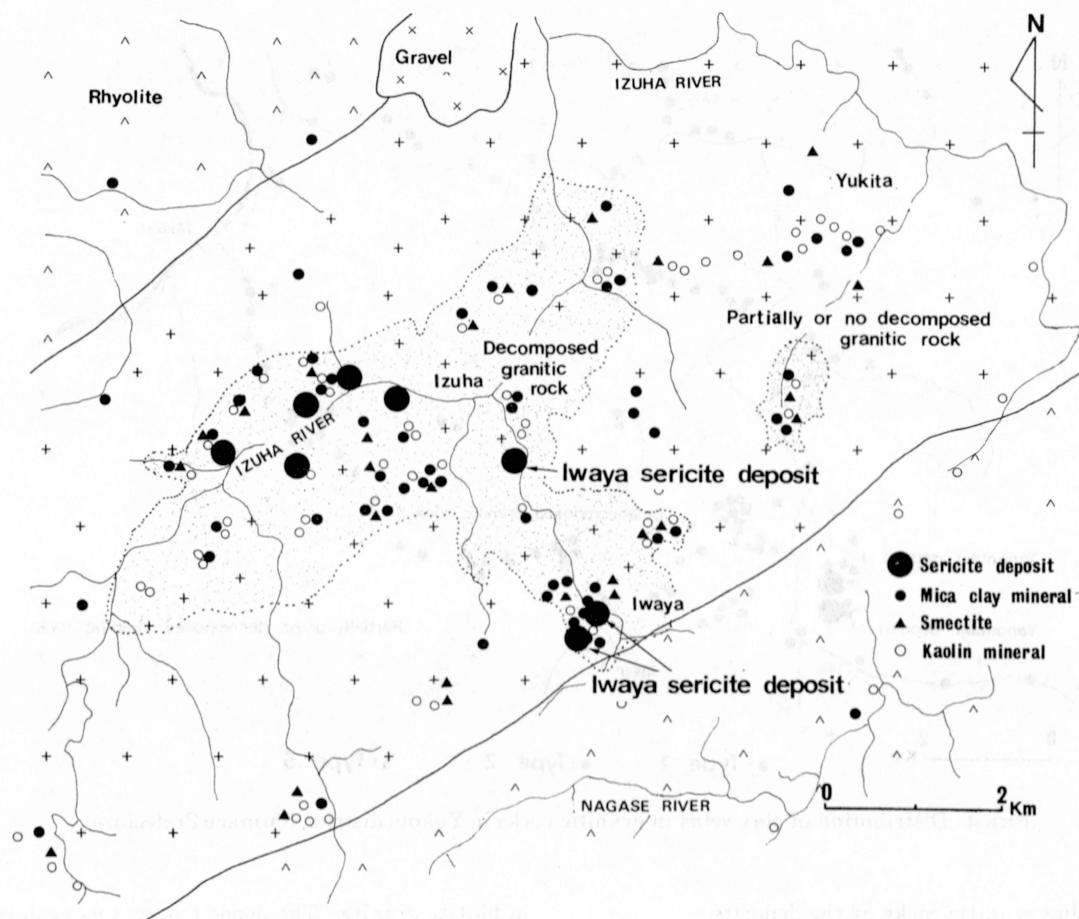 N
Gravel
IZUHA RIVER
Rhyolite
Yukita
Partially or no decomposed
granitic rock
Decomposed
granitic
rock
Izuha
IZUHA RIVER
Iwaya sericite deposit
Sericite deposit
Mica clay mineral
Smectite
Kaolin mineral
Iwaya
Iwaya sericite deposit
NAGASE RIVER
0 2 Km